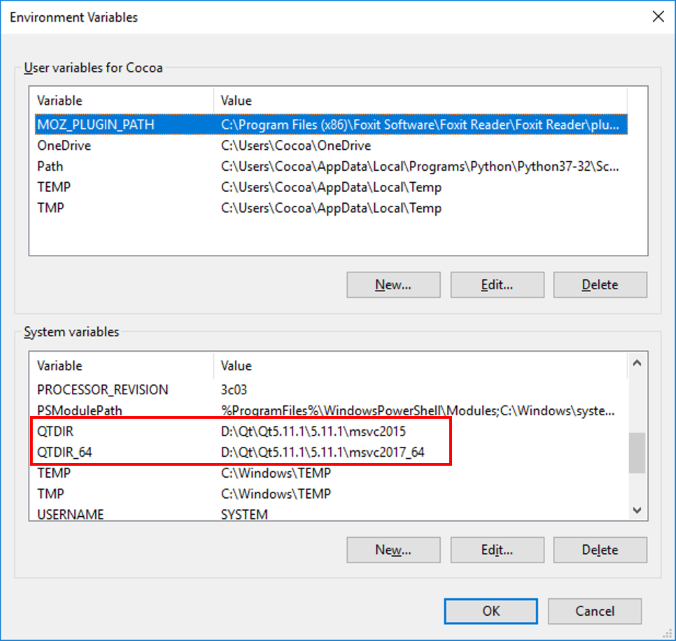 Environment Variables
User variables for Cocoa
Variable Value
MOZ_PLUGIN_PATH C:\Program Files (x86)\Foxit Software\Foxit Reader\Foxit Reader\plu...
OneDrive C:\Users\Cocoa\OneDrive
Path C:\Users\Cocoa\AppData\Local\Programs\Python\Python37-32\Sc...
TEMP C:\Users\Cocoa\AppData\Local\Temp
TMP C:\Users\Cocoa\AppData\Local\Temp
New... Edit... Delete
System variables
Variable Value
PROCESSOR_REVISION 3c03
PSModulePath %ProgramFiles%\WindowsPowerShell\Modules;C:\Windows\syste...
QTDIR D:\Qt\Qt5.11.1\5.11.1\msvc2015
QTDIR_64 D:\Qt\Qt5.11.1\5.11.1\msvc2017_64
TEMP C:\Windows\TEMP
TMP C:\Windows\TEMP
USERNAME SYSTEM
New... Edit... Delete
OK Cancel